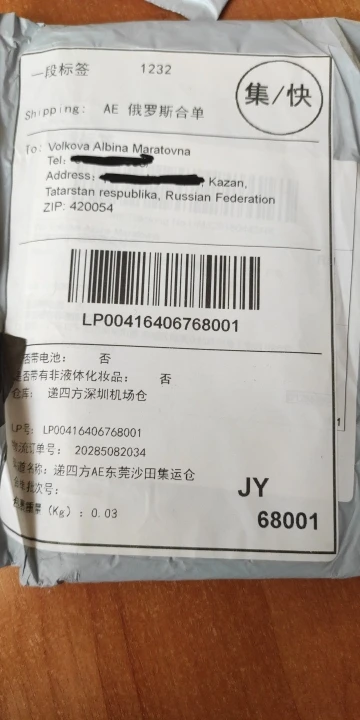 一段标签 1232
集/快
Shipping: AE 俄罗斯合单
To: Volkova Albina Maratovna
Tel:
Address: , Kazan,
Tatarstan respublika, Russian Federation
ZIP: 420054
LP00416406768001
否带电池: 否
否带有非液体化妆品: 否
仓库: 递四方深圳机场仓
LP号: LP00416406768001
物流订单号: 20285082034
名称: 递四方AE东莞沙田集运仓
次号:
JY
(Kg): 0.03
68001
1